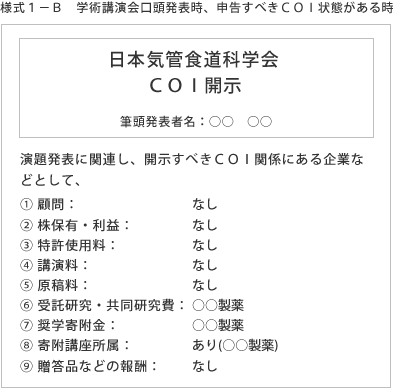 様式１－Ｂ　学術講演会口頭発表時、申告すべきＣＯＩ状態がある時
日本気管食道科学会
ＣＯＩ開示
筆頭発表者名：○○　○○
演題発表に関連し、開示すべきＣＯＩ関係にある企業な
どとして、
① 顧問： なし
② 株保有・利益： なし
③ 特許使用料： なし
④ 講演料： なし
⑤ 原稿料： なし
⑥ 受託研究・共同研究費： ○○製薬
⑦ 奨学寄附金： ○○製薬
⑧ 寄附講座所属： あり(○○製薬)
⑨ 贈答品などの報酬： なし